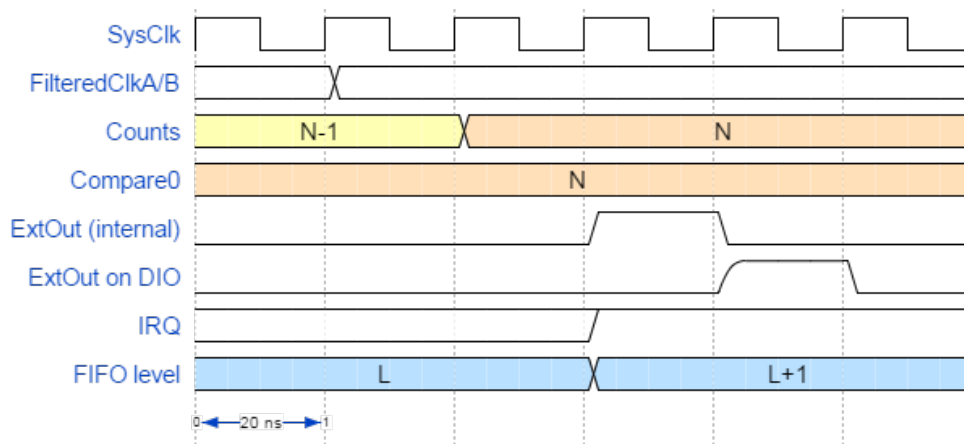 SysClk
FilteredClkA/B
Counts N-1 N
Compare0 N
ExtOut (internal)
ExtOut on DIO
IRQ
FIFO level L L+1
0 20 ns 1